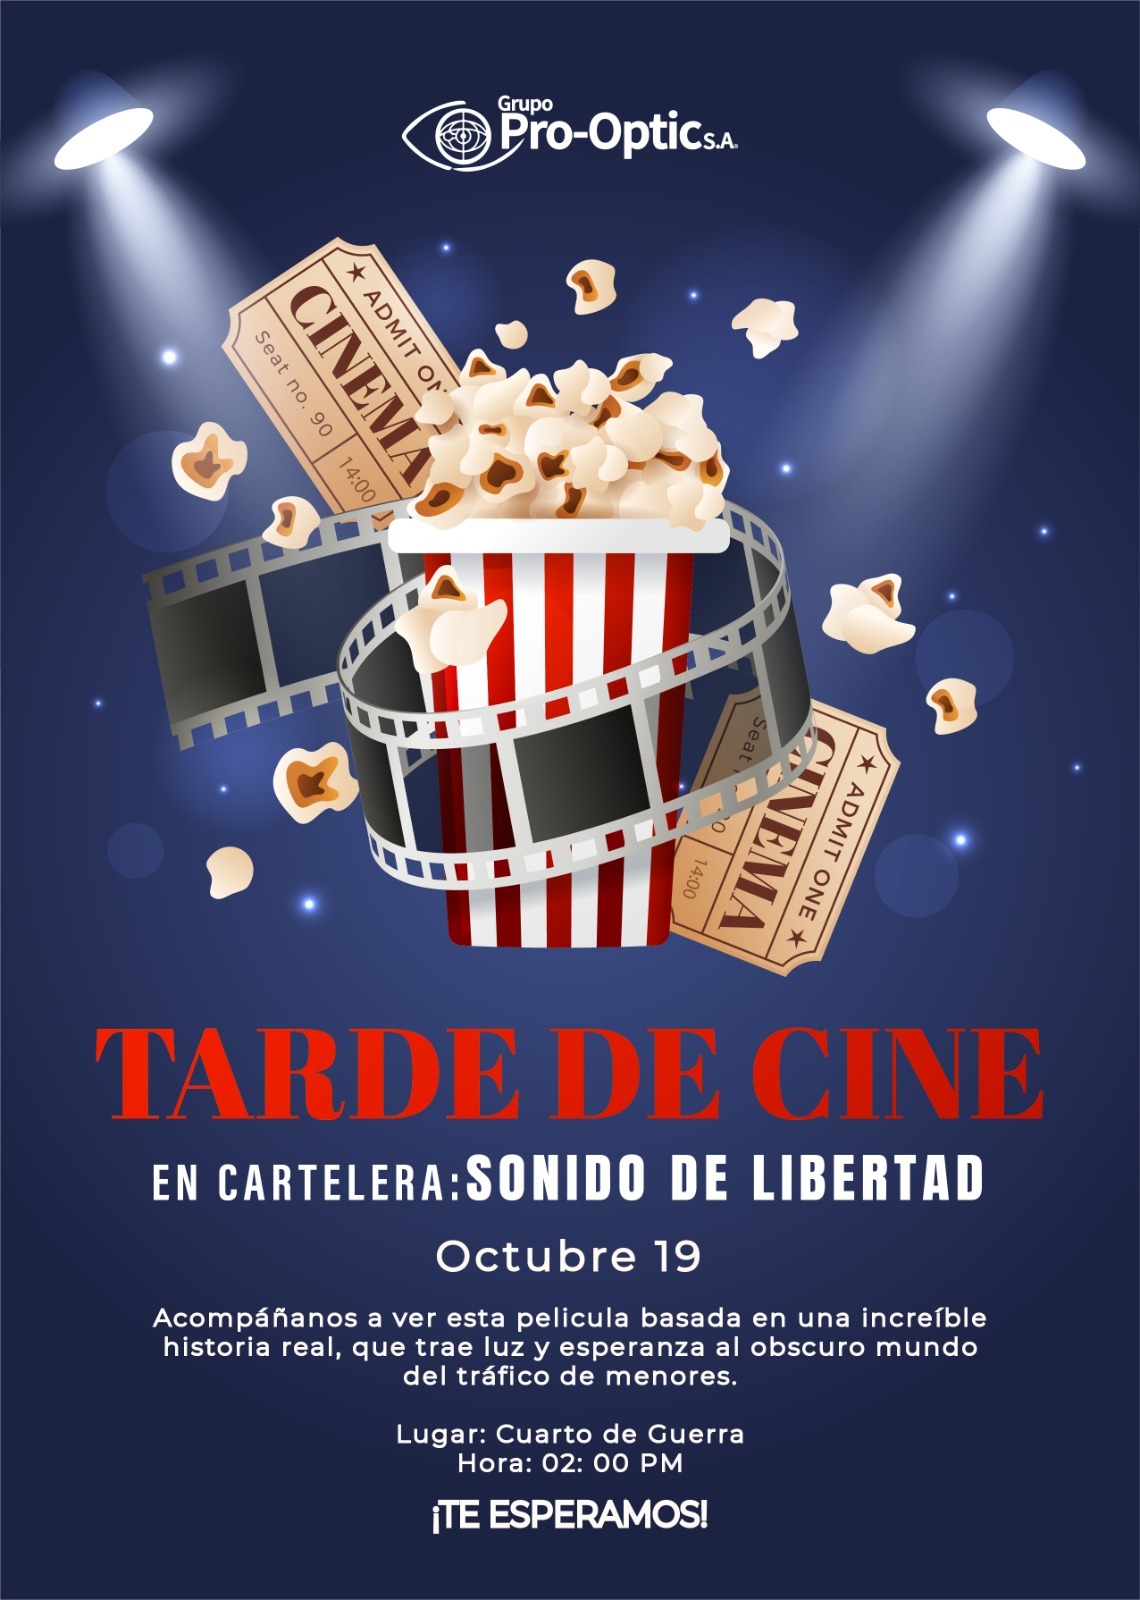 Grupo
Pro-Optic S.A.
★ ADMIT ON
CINEMA
Seat no. 90
14:00
★ ADMIT ONE ★
CINEMA
Seat
14:00
TARDE DE CINE
EN CARTELERA: SONIDO DE LIBERTAD
Octubre 19
Acompáñanos a ver esta pelicula basada en una increíble
historia real, que trae luz y esperanza al obscuro mundo
del tráfico de menores.
Lugar: Cuarto de Guerra
Hora: 02: 00 PM
¡TE ESPERAMOS!